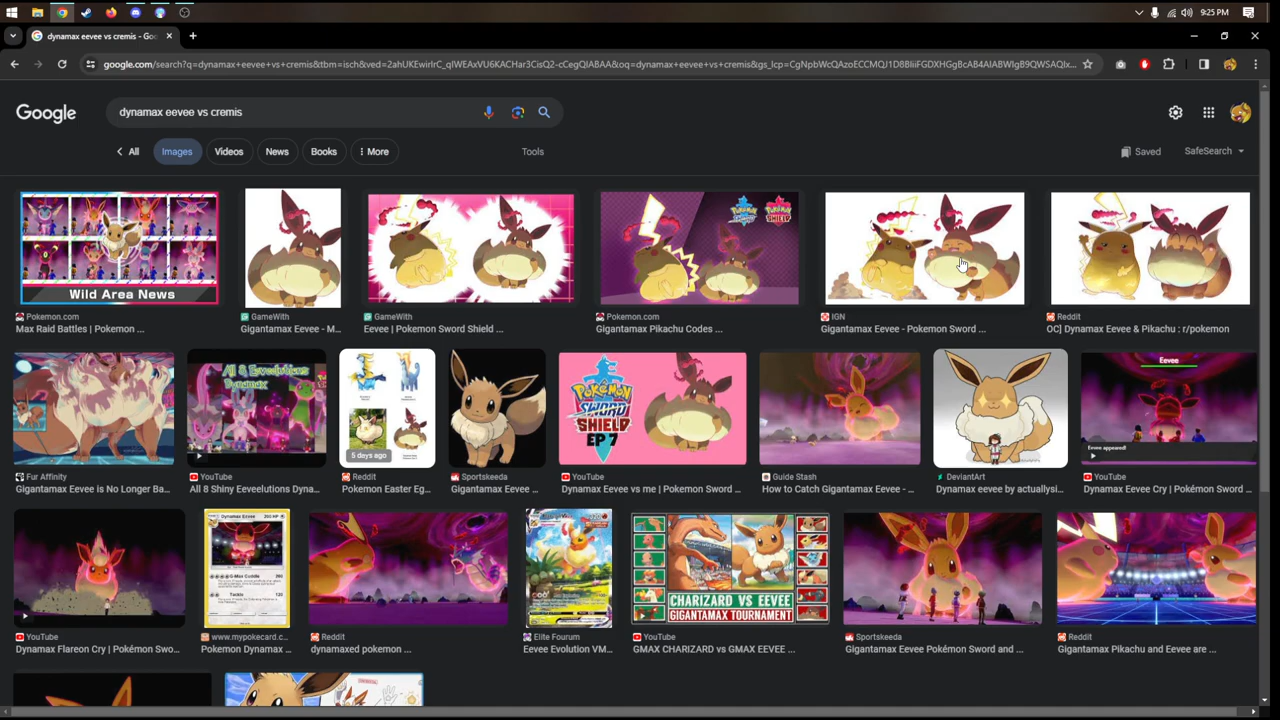 9:25 PM
dynamax eevee vs cremis - Goo
google.com/search?q=dynamax+eevee+vs+cremis&tbm=isch&ved=2ahUKEwirlrC_qIWEAxVU6KACHar3CisQ2-cCegQIABAA&oq=dynamax+eevee+vs+cremis&gs_lcp=
Google
dynamax eevee vs cremis
All
Images
Videos
News
Books
More
Tools
Saved
SafeSearch
Wild Area News
Pokemon.com
Max Raid Battles | Pokemon ...
GameWith
Gigantamax Eevee - M...
GameWith
Eevee | Pokemon Sword Shield ...
Pokemon.com
Gigantamax Pikachu Codes ...
IGN
Gigantamax Eevee - Pokemon Sword ...
Reddit
OC] Dynamax Eevee & Pikachu : r/pokemon
All 8 Eeveelutions
Dynamax
5 days ago
POKÉMON
SWORD
SHIELD
EP 7
Eevee
Eevee appeared!
Fur Affinity
Gigantamax Eevee is No Longer Ba...
YouTube
All 8 Shiny Eeveelutions Dyna...
Reddit
Pokemon Easter Eg...
Sportskeeda
Gigantamax Eevee ...
YouTube
Dynamax Eevee vs me | Pokemon Sword ...
Guide Stash
How to Catch Gigantamax Eevee - ...
DeviantArt
Dynamax eevee by actuallysi...
YouTube
Dynamax Eevee Cry | Pokémon Sword ...
Dynamax Eevee
G-Max Cuddle
Tackle
CHARIZARD VS EEVEE
GIGANTAMAX TOURNAMENT
YouTube
Dynamax Flareon Cry | Pokémon Swo...
www.mypokecard.c...
Pokemon Dynamax ...
Reddit
dynamaxed pokemon ...
Elite Fourum
Eevee Evolution VM...
YouTube
GMAX CHARIZARD vs GMAX EEVEE ...
Sportskeeda
Gigantamax Eevee Pokémon Sword and ...
Reddit
Gigantamax Pikachu and Eevee are ...